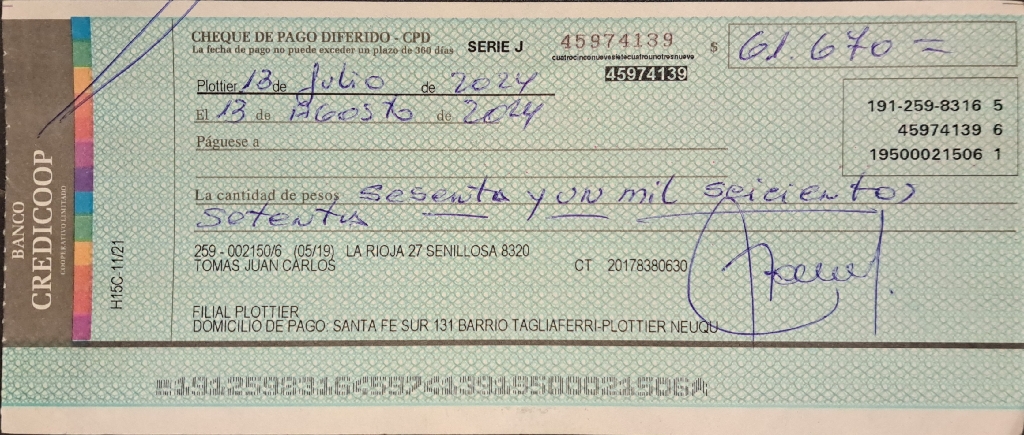 BANCO
CREDICOOP
COOPERATIVO LIMITADO
H15C-11/21
CHEQUE DE PAGO DIFERIDO - CPD
La fecha de pago no puede exceder un plazo de 360 días
SERIE J
45974139
cuatrocinconuevesietecuatrounotresnueve
45974139
$ 61.670=
Plottier 13 de Julio de 2024
El 13 de Agosto de 2024
191-259-8316 5
45974139 6
19500021506 1
Páguese a
La cantidad de pesos sesenta y un mil seicientos
setenta
259 - 002150/6 (05/19) LA RIOJA 27 SENILLOSA 8320
TOMAS JUAN CARLOS CT 20178380630
FILIAL PLOTTIER
DOMICILIO DE PAGO: SANTA FE SUR 131 BARRIO TAGLIAFERRI-PLOTTIER NEUQU